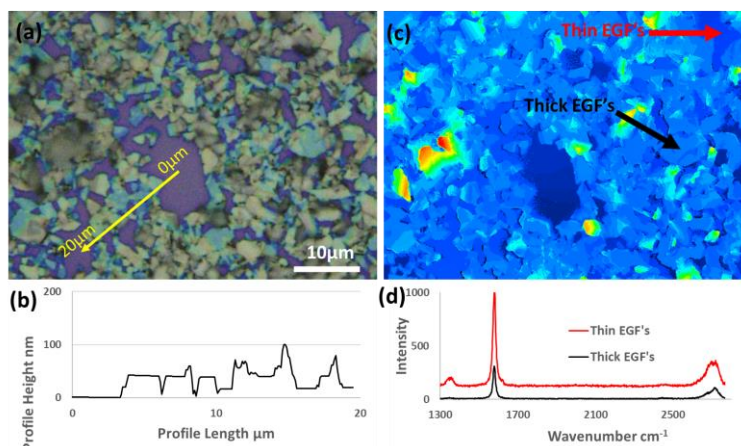 (a)
0μm
20μm
10μm
(c)
Thin EGF's
Thick EGF's
(b)
Profile Height nm
200
100
0
0
10
20
Profile Length μm
(d)
Intensity
1000
500
0
Thin EGF's
Thick EGF's
1300
1700
2100
2500
Wavenumber cm⁻¹